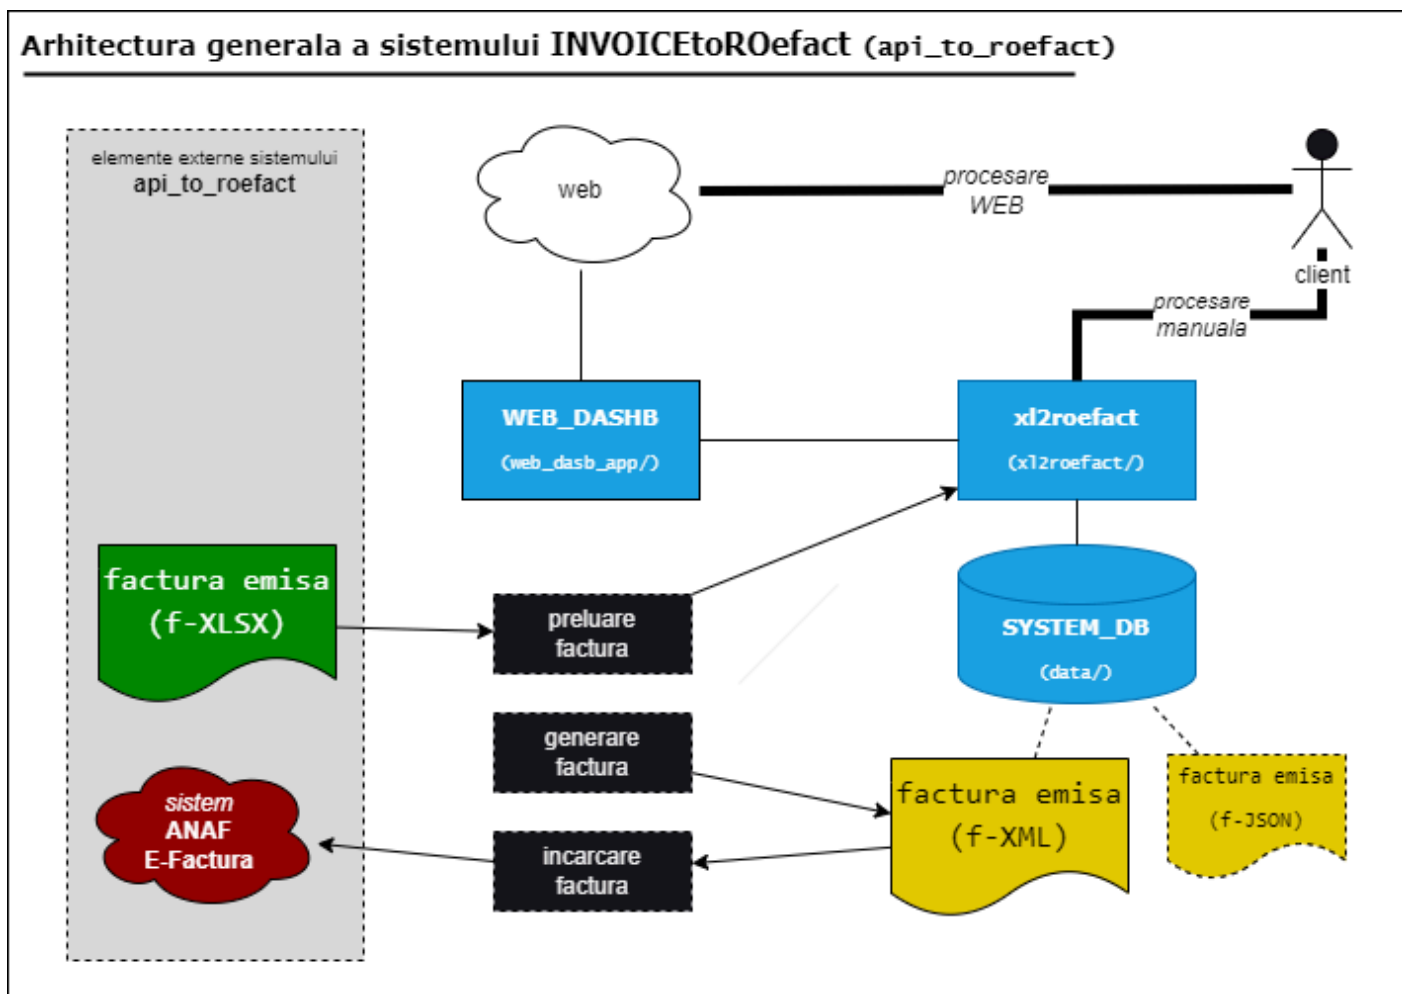 Arhitectura generala a sistemului INVOICEtoROefact (api_to_roefact)
elemente externe sistemului
api_to_roefact
web
procesare
WEB
client
procesare
manuala
WEB_DASHB
(web_dasb_app/)
xl2roefact
(xl2roefact/)
factura emisa
(f-XLSX)
preluare
factura
SYSTEM_DB
(data/)
generare
factura
factura emisa
(f-XML)
factura emisa
(f-JSON)
sistem
ANAF
E-Factura
incarcare
factura